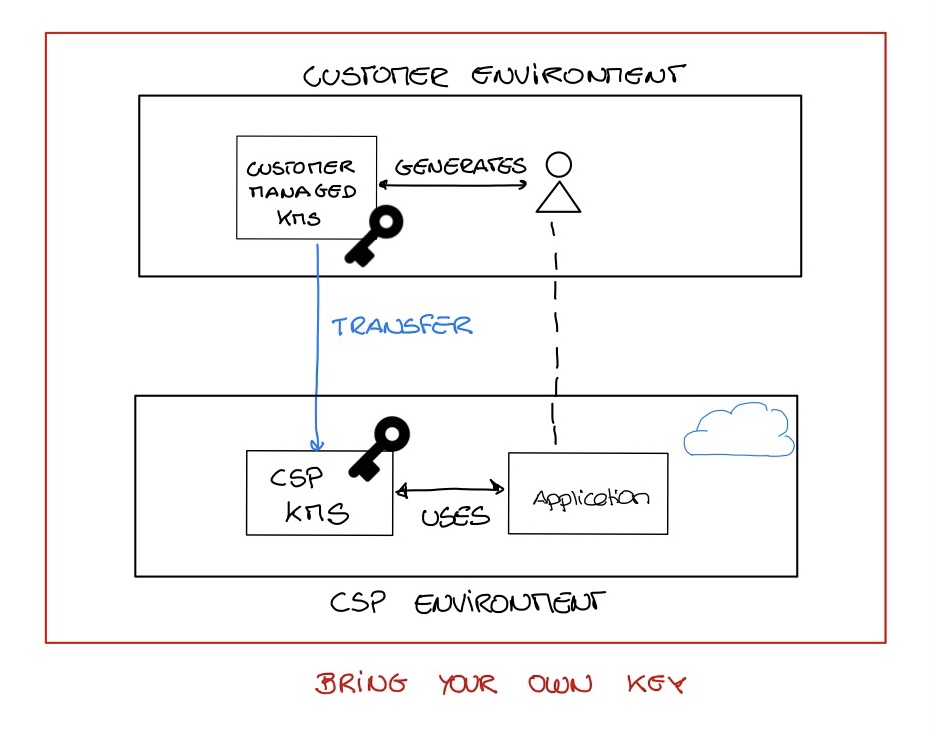 CUSTOMER ENVIRONMENT
CUSTOMER
MANAGED
KMS
GENERATES
TRANSFER
CSP
KMS
USES
Application
CSP ENVIRONMENT
BRING YOUR OWN KEY